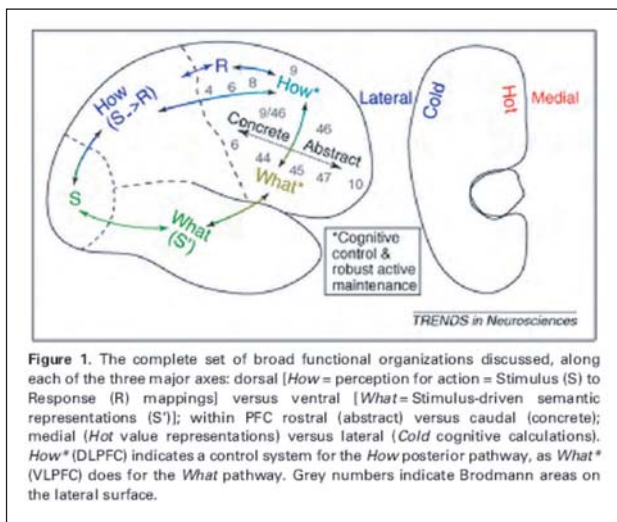 R
9
4
6
8
How*
How
(S->R)
9/46
46
Concrete
Abstract
6
44
45
47
10
What*
S
What
(S')
Lateral
Cold
Hot
Medial
*Cognitive
control &
robust active
maintenance
TRENDS in Neurosciences
Figure 1. The complete set of broad functional organizations discussed, along
each of the three major axes: dorsal [How = perception for action = Stimulus (S) to
Response (R) mappings] versus ventral [What = Stimulus-driven semantic
representations (S')]; within PFC rostral (abstract) versus caudal (concrete);
medial (Hot value representations) versus lateral (Cold cognitive calculations).
How* (DLPFC) indicates a control system for the How posterior pathway, as What*
(VLPFC) does for the What pathway. Grey numbers indicate Brodmann areas on
the lateral surface.